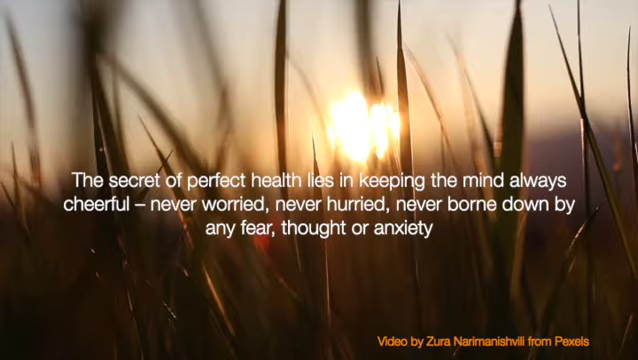 The secret of perfect health lies in keeping the mind always
cheerful – never worried, never hurried, never borne down by
any fear, thought or anxiety
Video by Zura Narimanishvili from Pexels